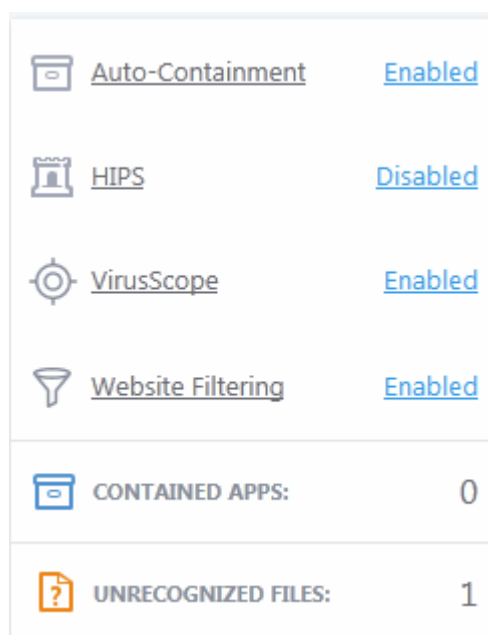 Auto-Containment Enabled
HIPS Disabled
VirusScope Enabled
Website Filtering Enabled
CONTAINED APPS: 0
UNRECOGNIZED FILES: 1